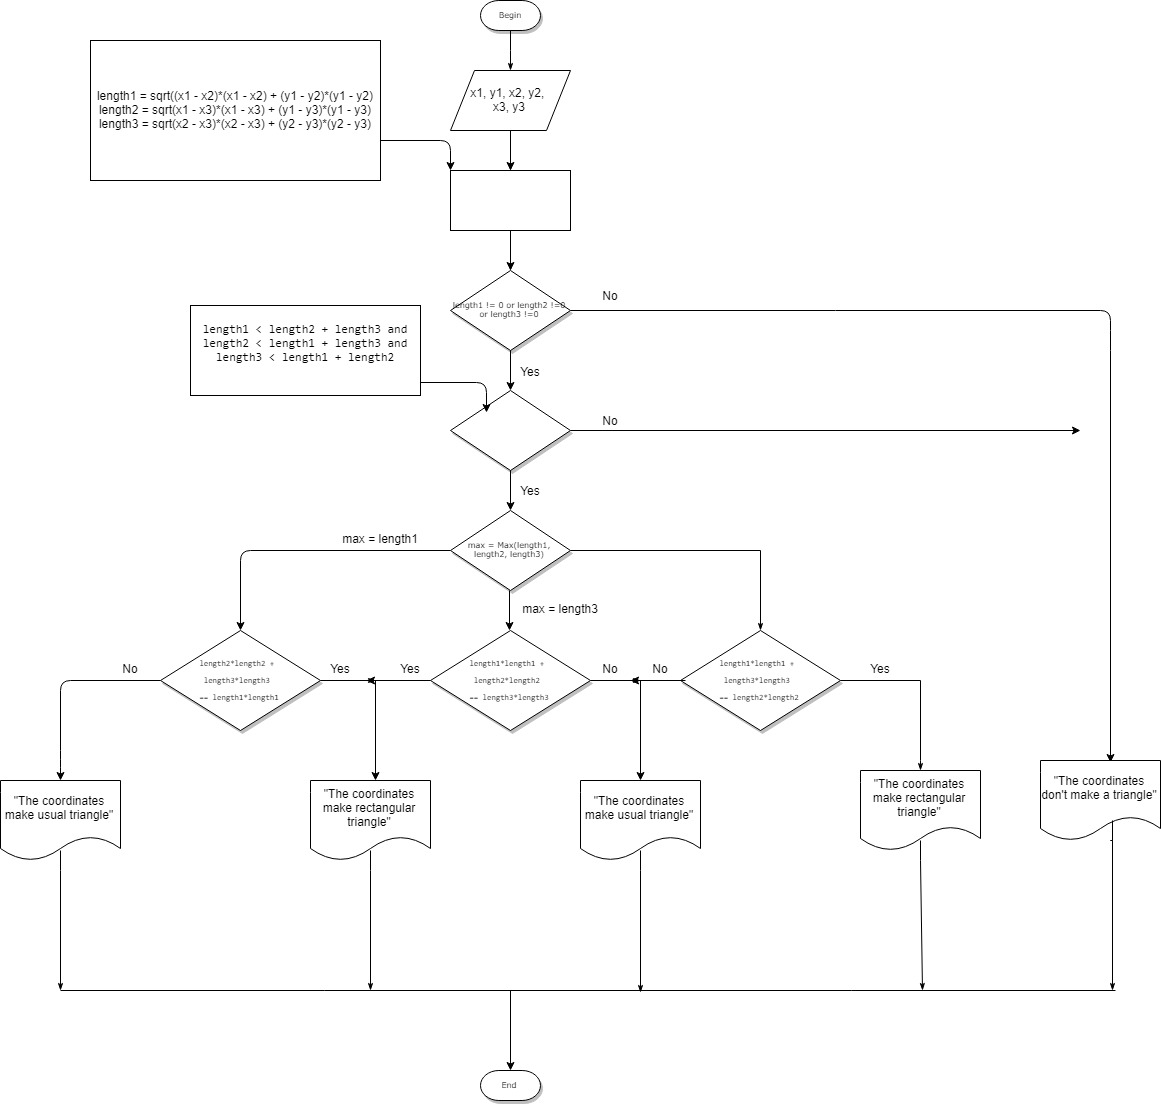 Begin
x1, y1, x2, y2,
x3, y3
length1 = sqrt((x1 - x2)*(x1 - x2) + (y1 - y2)*(y1 - y2)
length2 = sqrt(x1 - x3)*(x1 - x3) + (y1 - y3)*(y1 - y3)
length3 = sqrt(x2 - x3)*(x2 - x3) + (y2 - y3)*(y2 - y3)
length1 != 0 or length2 !=0
or length3 !=0
No
Yes
length1 < length2 + length3 and
length2 < length1 + length3 and
length3 < length1 + length2
No
Yes
max = Max(length1,
length2, length3)
max = length1
max = length3
length2*length2 +
length3*length3
== length1*length1
No
Yes
length1*length1 +
length2*length2
== length3*length3
Yes
No
length1*length1 +
length3*length3
== length2*length2
No
Yes
"The coordinates
make usual triangle"
"The coordinates
make rectangular
triangle"
"The coordinates
make usual triangle"
"The coordinates
make rectangular
triangle"
"The coordinates
don't make a triangle"
End